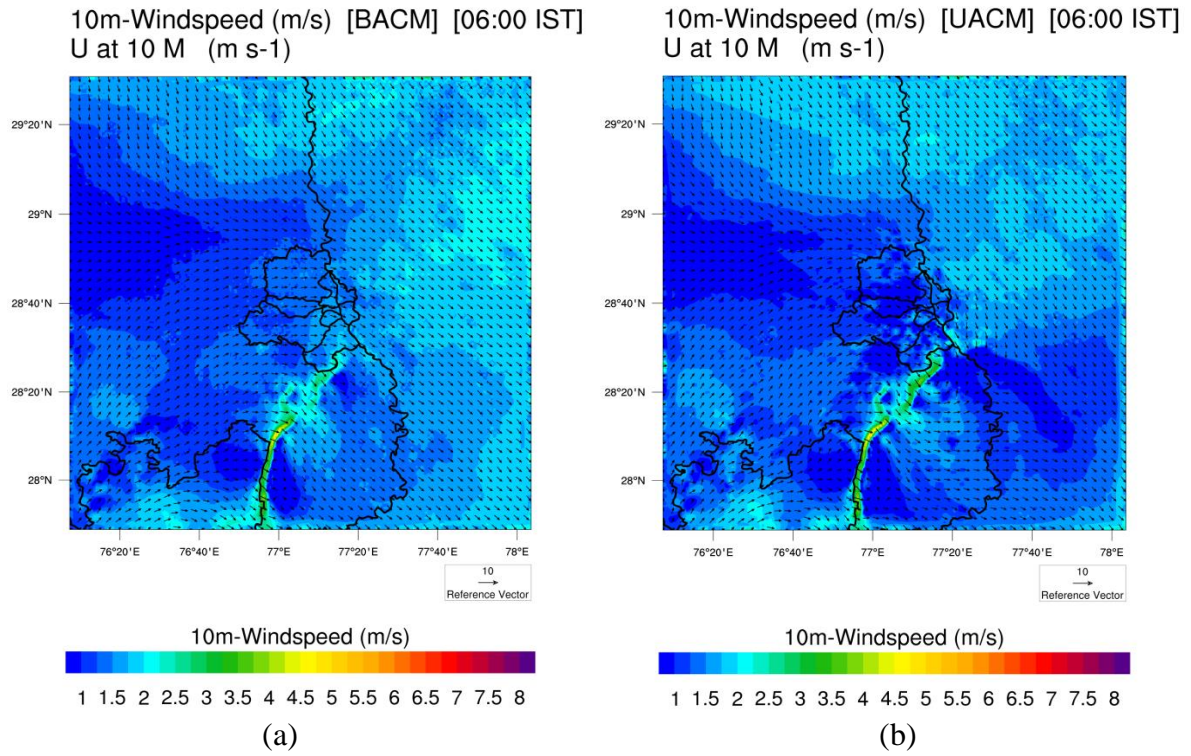 10m-Windspeed (m/s) [BACM] [06:00 IST]
U at 10 M (m s-1)
29°20'N
29°N
28°40'N
28°20'N
28°N
76°20'E 76°40'E 77°E 77°20'E 77°40'E 78°E
10
Reference Vector
10m-Windspeed (m/s)
1 1.5 2 2.5 3 3.5 4 4.5 5 5.5 6 6.5 7 7.5 8
(a)
10m-Windspeed (m/s) [UACM] [06:00 IST]
U at 10 M (m s-1)
29°20'N
29°N
28°40'N
28°20'N
28°N
76°20'E 76°40'E 77°E 77°20'E 77°40'E 78°E
10
Reference Vector
10m-Windspeed (m/s)
1 1.5 2 2.5 3 3.5 4 4.5 5 5.5 6 6.5 7 7.5 8
(b)